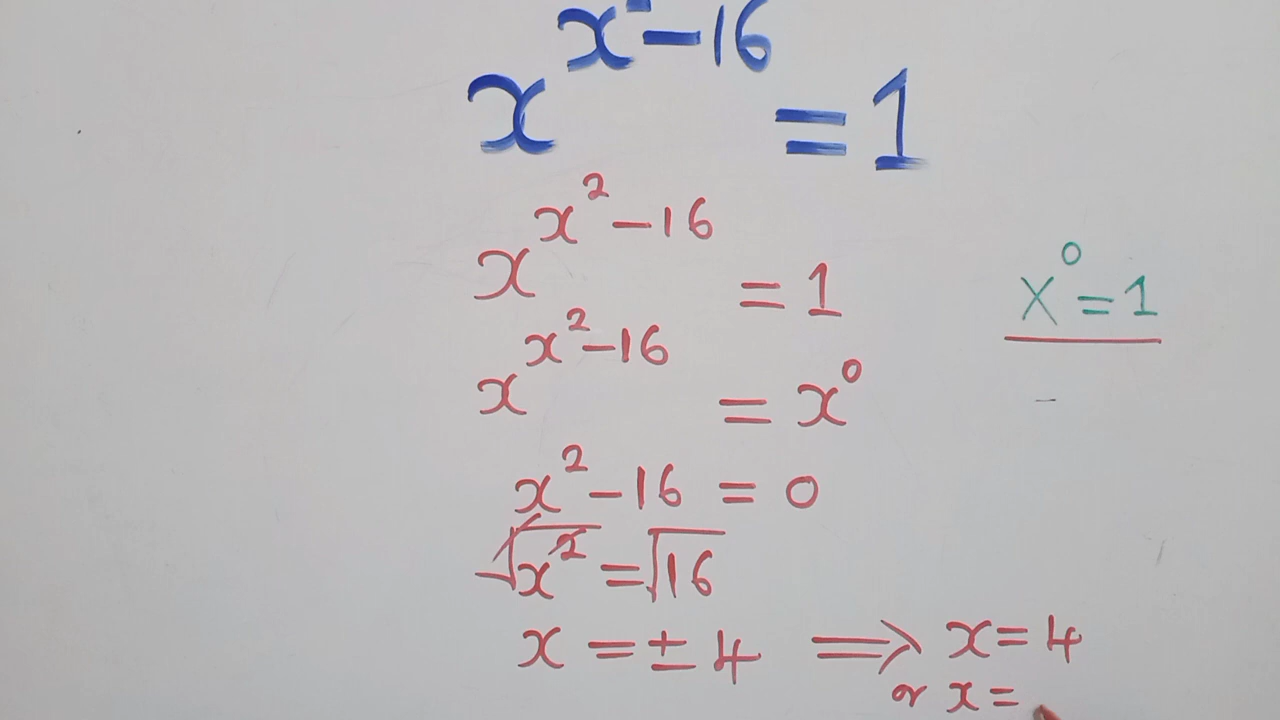 x^{x²-16} = 1
x^{x²-16} = 1
x⁰ = 1
x^{x²-16} = x⁰
x²-16 = 0
√x² = √16
x = ±4 ⟹ x = 4
or x =